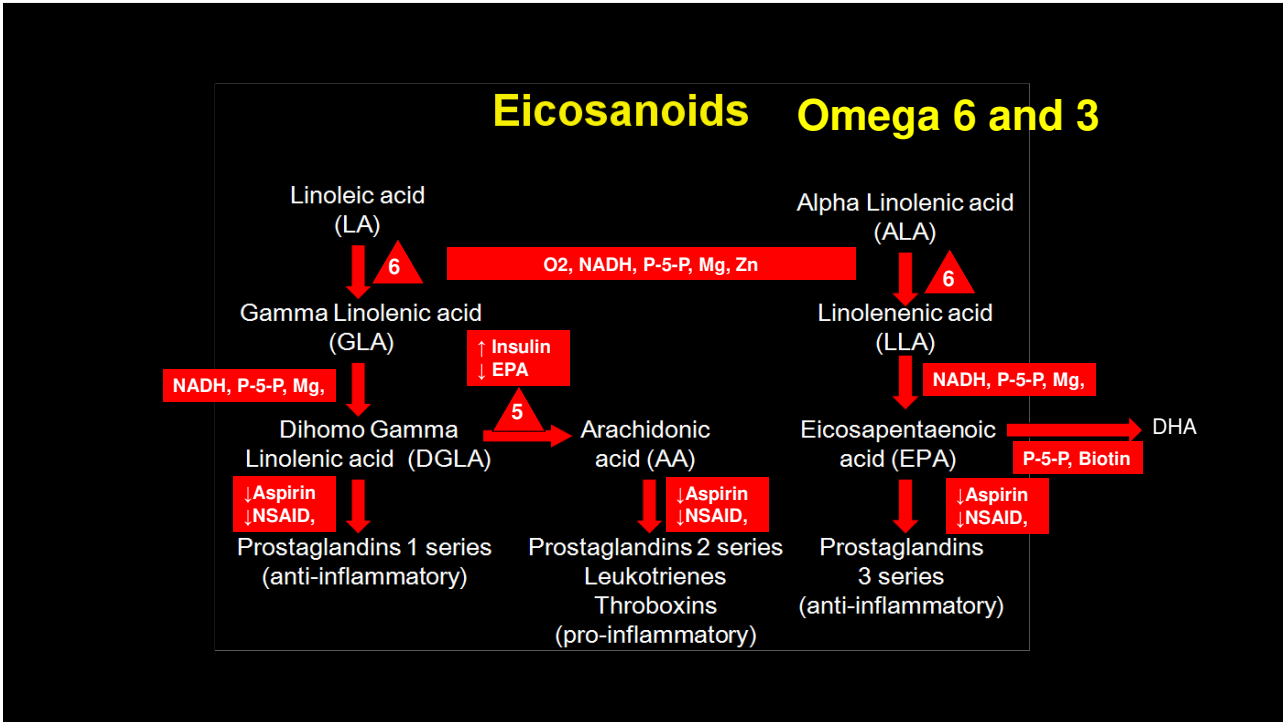 Eicosanoids
Omega 6 and 3
Linoleic acid
(LA)
Alpha Linolenic acid
(ALA)
6
O2, NADH, P-5-P, Mg, Zn
6
Gamma Linolenic acid
(GLA)
Linolenenic acid
(LLA)
↑ Insulin
↓ EPA
NADH, P-5-P, Mg,
NADH, P-5-P, Mg,
5
Dihomo Gamma
Linolenic acid (DGLA)
Arachidonic
acid (AA)
Eicosapentaenoic
acid (EPA)
DHA
P-5-P, Biotin
↓Aspirin
↓NSAID,
↓Aspirin
↓NSAID,
↓Aspirin
↓NSAID,
Prostaglandins 1 series
(anti-inflammatory)
Prostaglandins 2 series
Leukotrienes
Throboxins
(pro-inflammatory)
Prostaglandins
3 series
(anti-inflammatory)